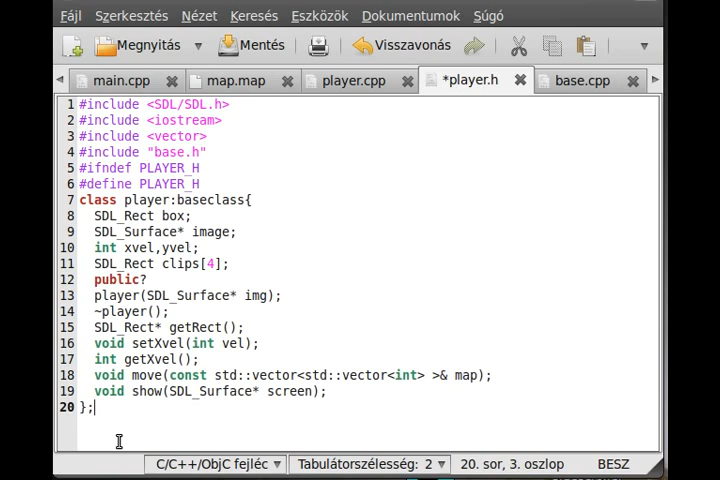 Fájl Szerkesztés Nézet Keresés Eszközök Dokumentumok Súgó
Megnyitás Mentés Visszavonás
main.cpp map.map player.cpp *player.h base.cpp
1 #include <SDL/SDL.h>
2 #include <iostream>
3 #include <vector>
4 #include "base.h"
5 #ifndef PLAYER_H
6 #define PLAYER_H
7 class player:baseclass{
8 SDL_Rect box;
9 SDL_Surface* image;
10 int xvel,yvel;
11 SDL_Rect clips[4];
12 public?
13 player(SDL_Surface* img);
14 ~player();
15 SDL_Rect* getRect();
16 void setXvel(int vel);
17 int getXvel();
18 void move(const std::vector<std::vector<int> >& map);
19 void show(SDL_Surface* screen);
20 };
C/C++/ObjC fejléc Tabulátorszélesség: 2 20. sor, 3. oszlop BESZ